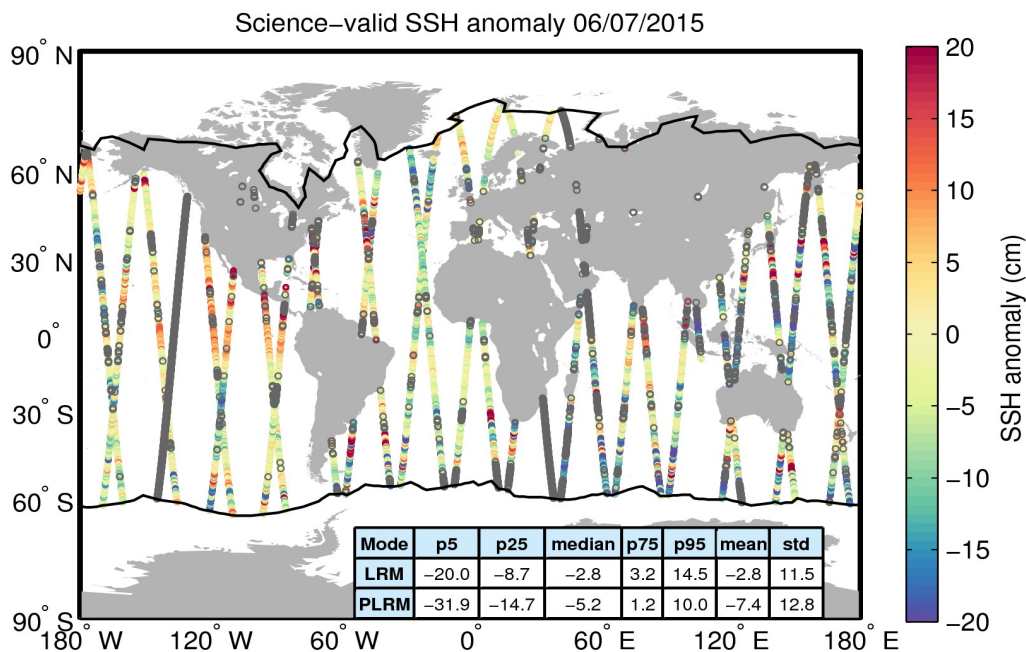 Science−valid SSH anomaly 06/07/2015
90° N
60° N
30° N
0°
30° S
60° S
90° S
180° W
120° W
60° W
0°
60° E
120° E
180° E
20
15
10
5
0
−5
−10
−15
−20
SSH anomaly (cm)
Mode p5 p25 median p75 p95 mean std
LRM −20.0 −8.7 −2.8 3.2 14.5 −2.8 11.5
PLRM −31.9 −14.7 −5.2 1.2 10.0 −7.4 12.8